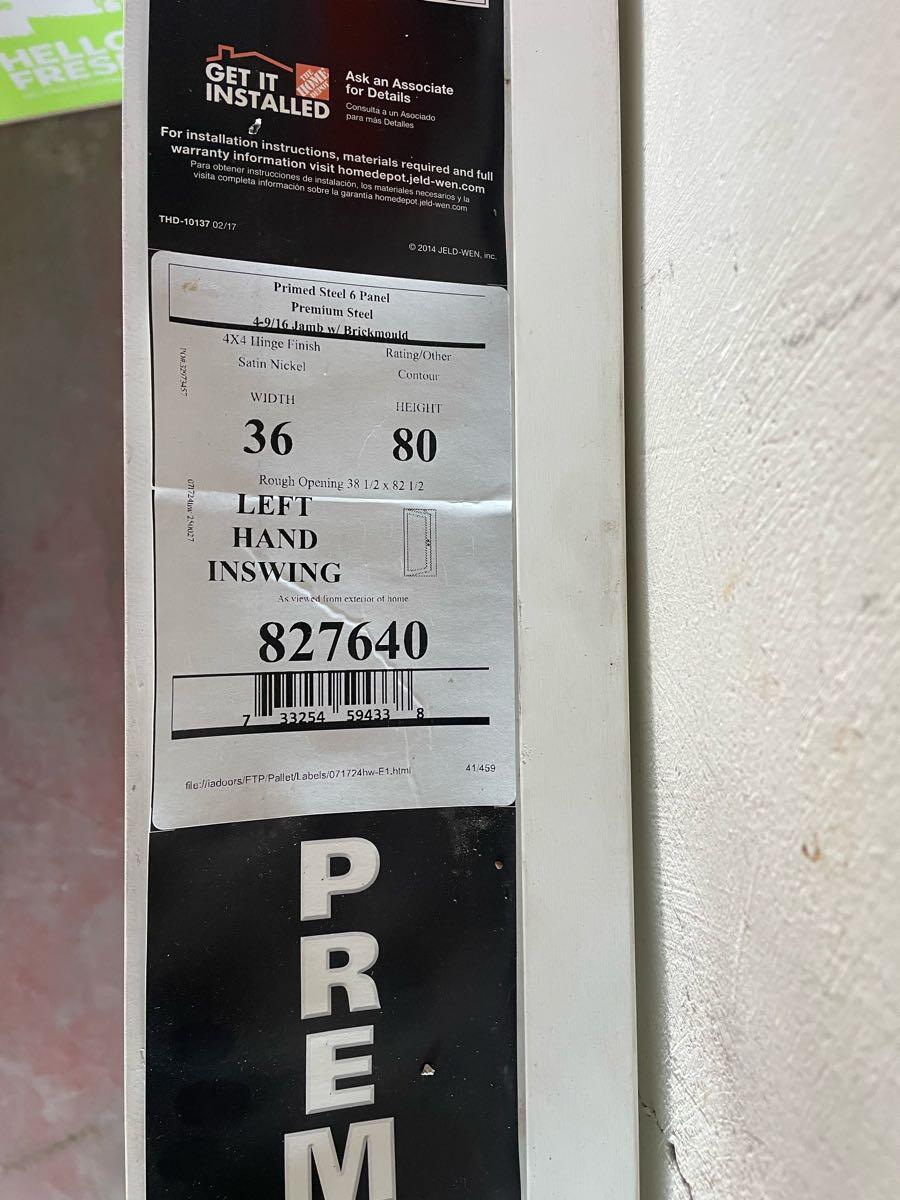 HELLO
FRESH
GET IT
INSTALLED
THE HOME DEPOT
Ask an Associate
for Details
Consulta a un Asociado
para más Detalles
For installation instructions, materials required and full
warranty information visit homedepot.jeld-wen.com
Para obtener instrucciones de instalación, los materiales necesarios y la
visita completa información sobre la garantía homedepot.jeld-wen.com
THD-10137 02/17
© 2014 JELD-WEN, inc.
Primed Steel 6 Panel
Premium Steel
4-9/16 Jamb w/ Brickmould
4X4 Hinge Finish
Satin Nickel
Rating/Other
Contour
WIDTH
HEIGHT
36
80
Rough Opening 38 1/2 x 82 1/2
LEFT
HAND
INSWING
As viewed from exterior of home
827640
7 33254 59433 8
file://iadoors/FTP/Pallet/Labels/071724hw-E1.html
41/459
PREM